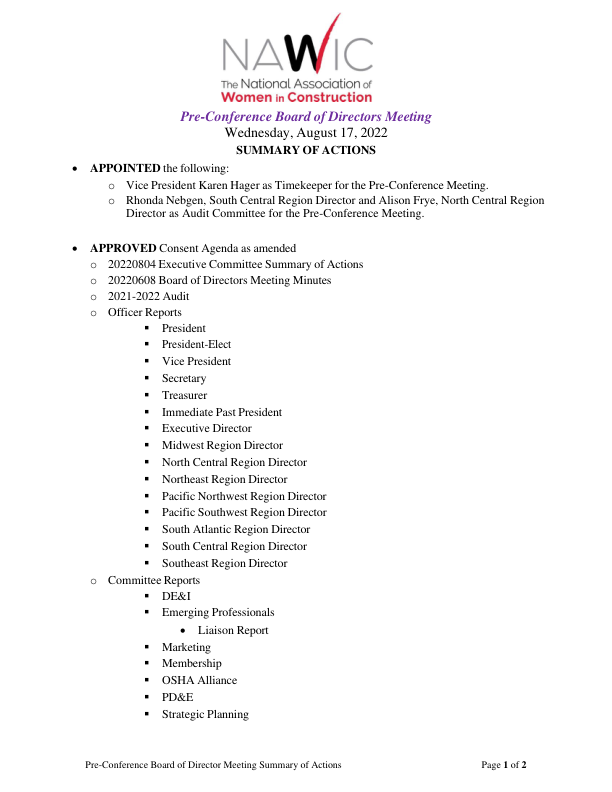 NAWIC
The National Association of
Women in Construction
Pre-Conference Board of Directors Meeting
Wednesday, August 17, 2022
SUMMARY OF ACTIONS
• APPOINTED the following:
o Vice President Karen Hager as Timekeeper for the Pre-Conference Meeting.
o Rhonda Nebgen, South Central Region Director and Alison Frye, North Central Region
Director as Audit Committee for the Pre-Conference Meeting.
• APPROVED Consent Agenda as amended
o 20220804 Executive Committee Summary of Actions
o 20220608 Board of Directors Meeting Minutes
o 2021-2022 Audit
o Officer Reports
▪ President
▪ President-Elect
▪ Vice President
▪ Secretary
▪ Treasurer
▪ Immediate Past President
▪ Executive Director
▪ Midwest Region Director
▪ North Central Region Director
▪ Northeast Region Director
▪ Pacific Northwest Region Director
▪ Pacific Southwest Region Director
▪ South Atlantic Region Director
▪ South Central Region Director
▪ Southeast Region Director
o Committee Reports
▪ DE&I
▪ Emerging Professionals
• Liaison Report
▪ Marketing
▪ Membership
▪ OSHA Alliance
▪ PD&E
▪ Strategic Planning
Pre-Conference Board of Director Meeting Summary of Actions Page 1 of 2